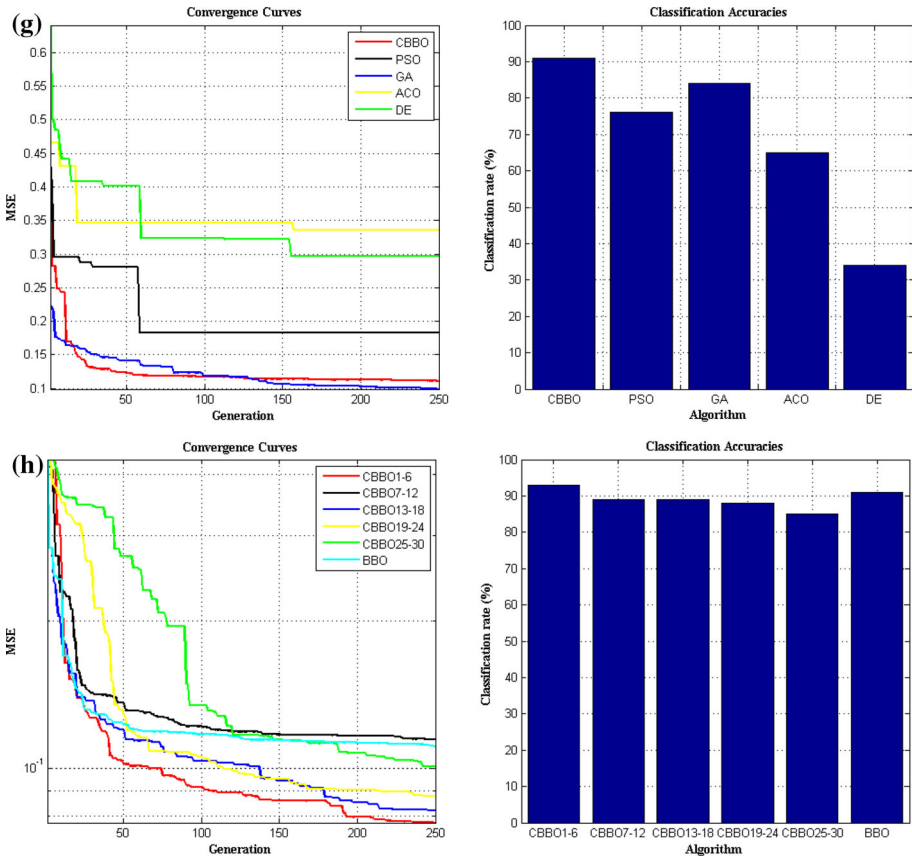 (g)
Convergence Curves
MSE
0.6
0.55
0.5
0.45
0.4
0.35
0.3
0.25
0.2
0.15
0.1
50
100
150
200
250
Generation
CBBO
PSO
GA
ACO
DE
Classification Accuracies
Classification rate (%)
100
90
80
70
60
50
40
30
20
10
0
CBBO
PSO
GA
ACO
DE
Algorithm
(h)
Convergence Curves
MSE
10^-1
50
100
150
200
250
Generation
CBBO1-6
CBBO7-12
CBBO13-18
CBBO19-24
CBBO25-30
BBO
Classification Accuracies
Classification rate (%)
100
90
80
70
60
50
40
30
20
10
0
CBBO1-6
CBBO7-12
CBBO13-18
CBBO19-24
CBBO25-30
BBO
Algorithm